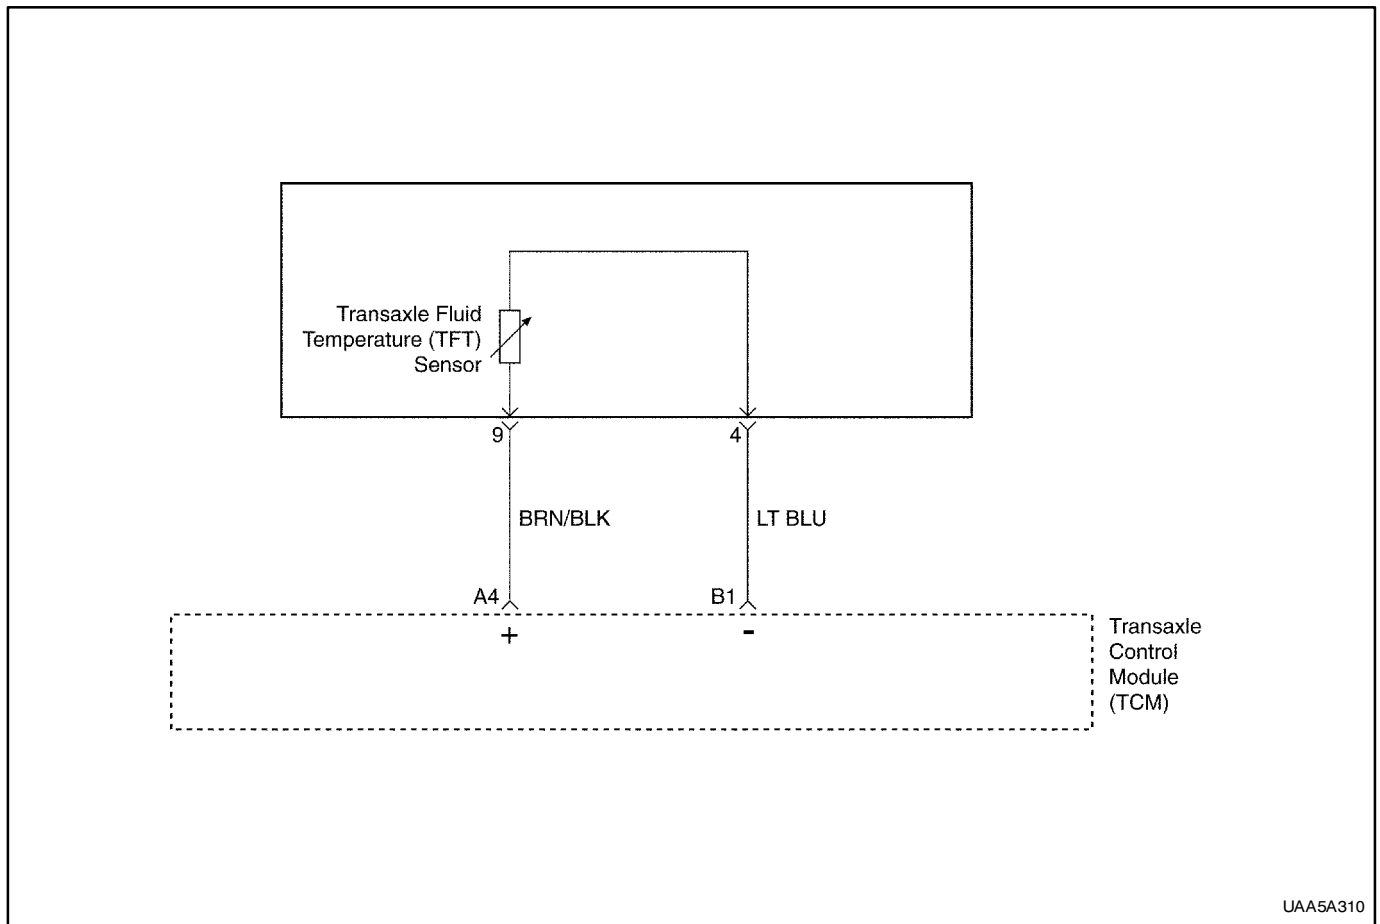 Transaxle Fluid
Temperature (TFT)
Sensor
9
4
BRN/BLK
LT BLU
A4
B1
+
-
Transaxle
Control
Module
(TCM)
UAA5A310